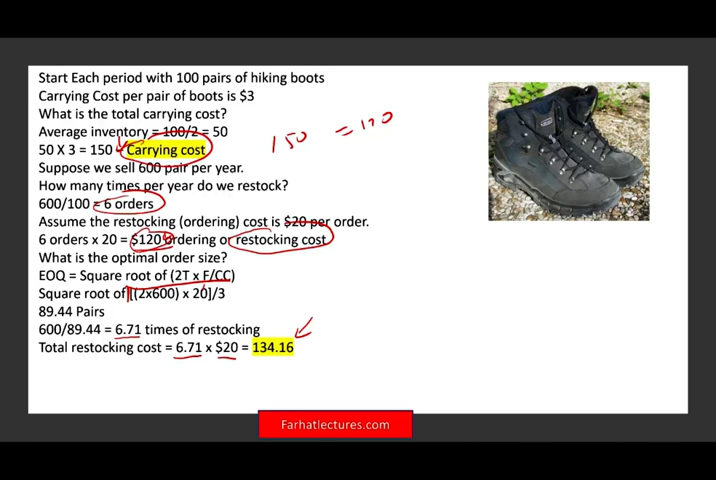 Start Each period with 100 pairs of hiking boots
Carrying Cost per pair of boots is $3
What is the total carrying cost?
Average inventory = 100/2 = 50
50 X 3 = 150 Carrying cost
150 = 120
Suppose we sell 600 pair per year.
How many times per year do we restock?
600/100 = 6 orders
Assume the restocking (ordering) cost is $20 per order.
6 orders x 20 = $120 ordering or restocking cost
What is the optimal order size?
EOQ = Square root of (2T x F/CC)
Square root of [(2x600) x 20]/3
89.44 Pairs
600/89.44 = 6.71 times of restocking
Total restocking cost = 6.71 x $20 = 134.16
Farhatlectures.com